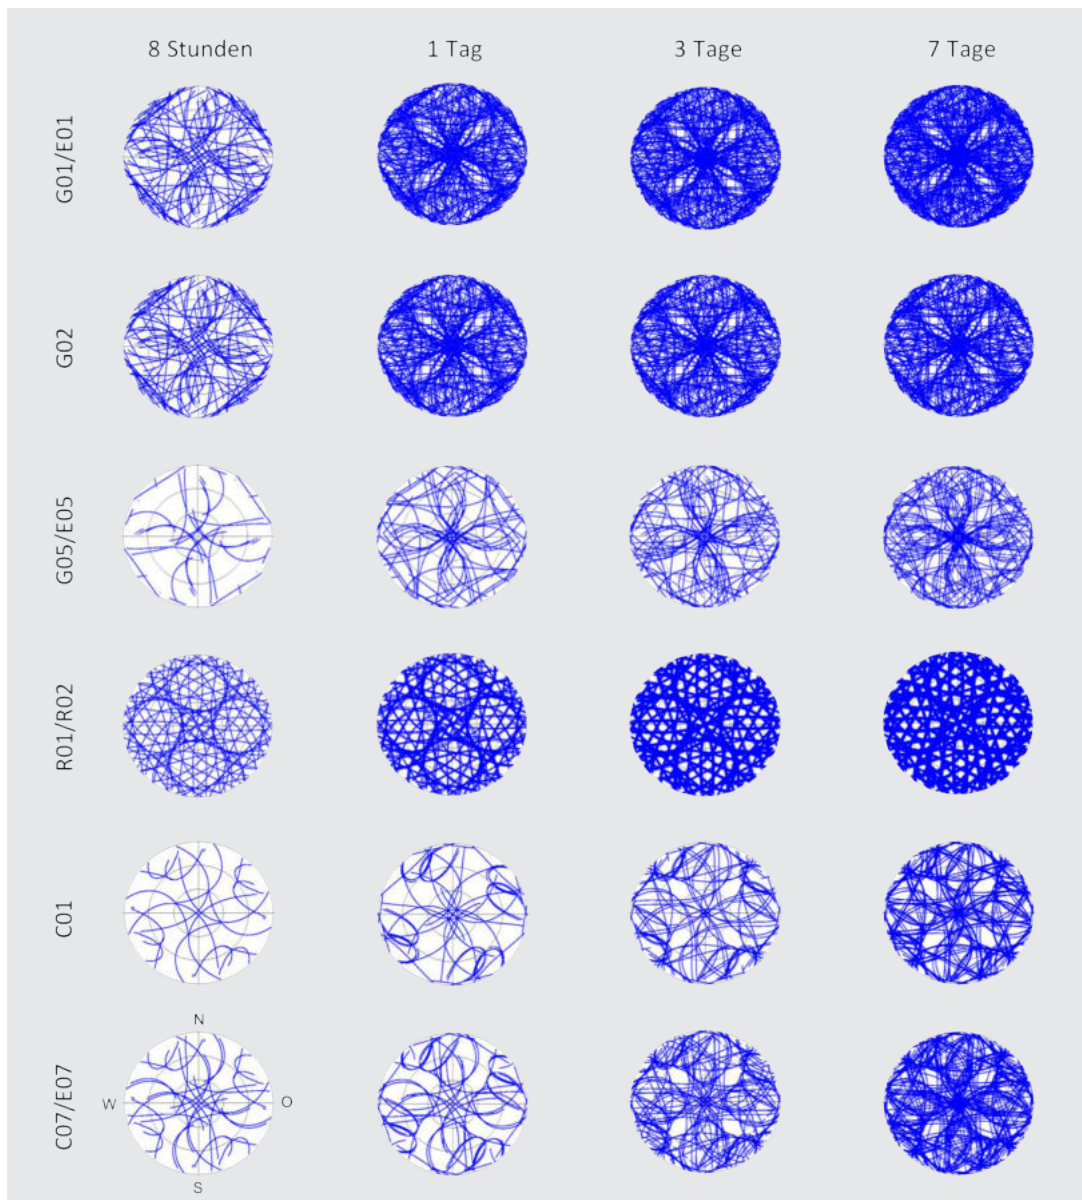 8 Stunden 1 Tag 3 Tage 7 Tage
G01/E01
G02
G05/E05
R01/R02
C01
C07/E07
N
W O
S